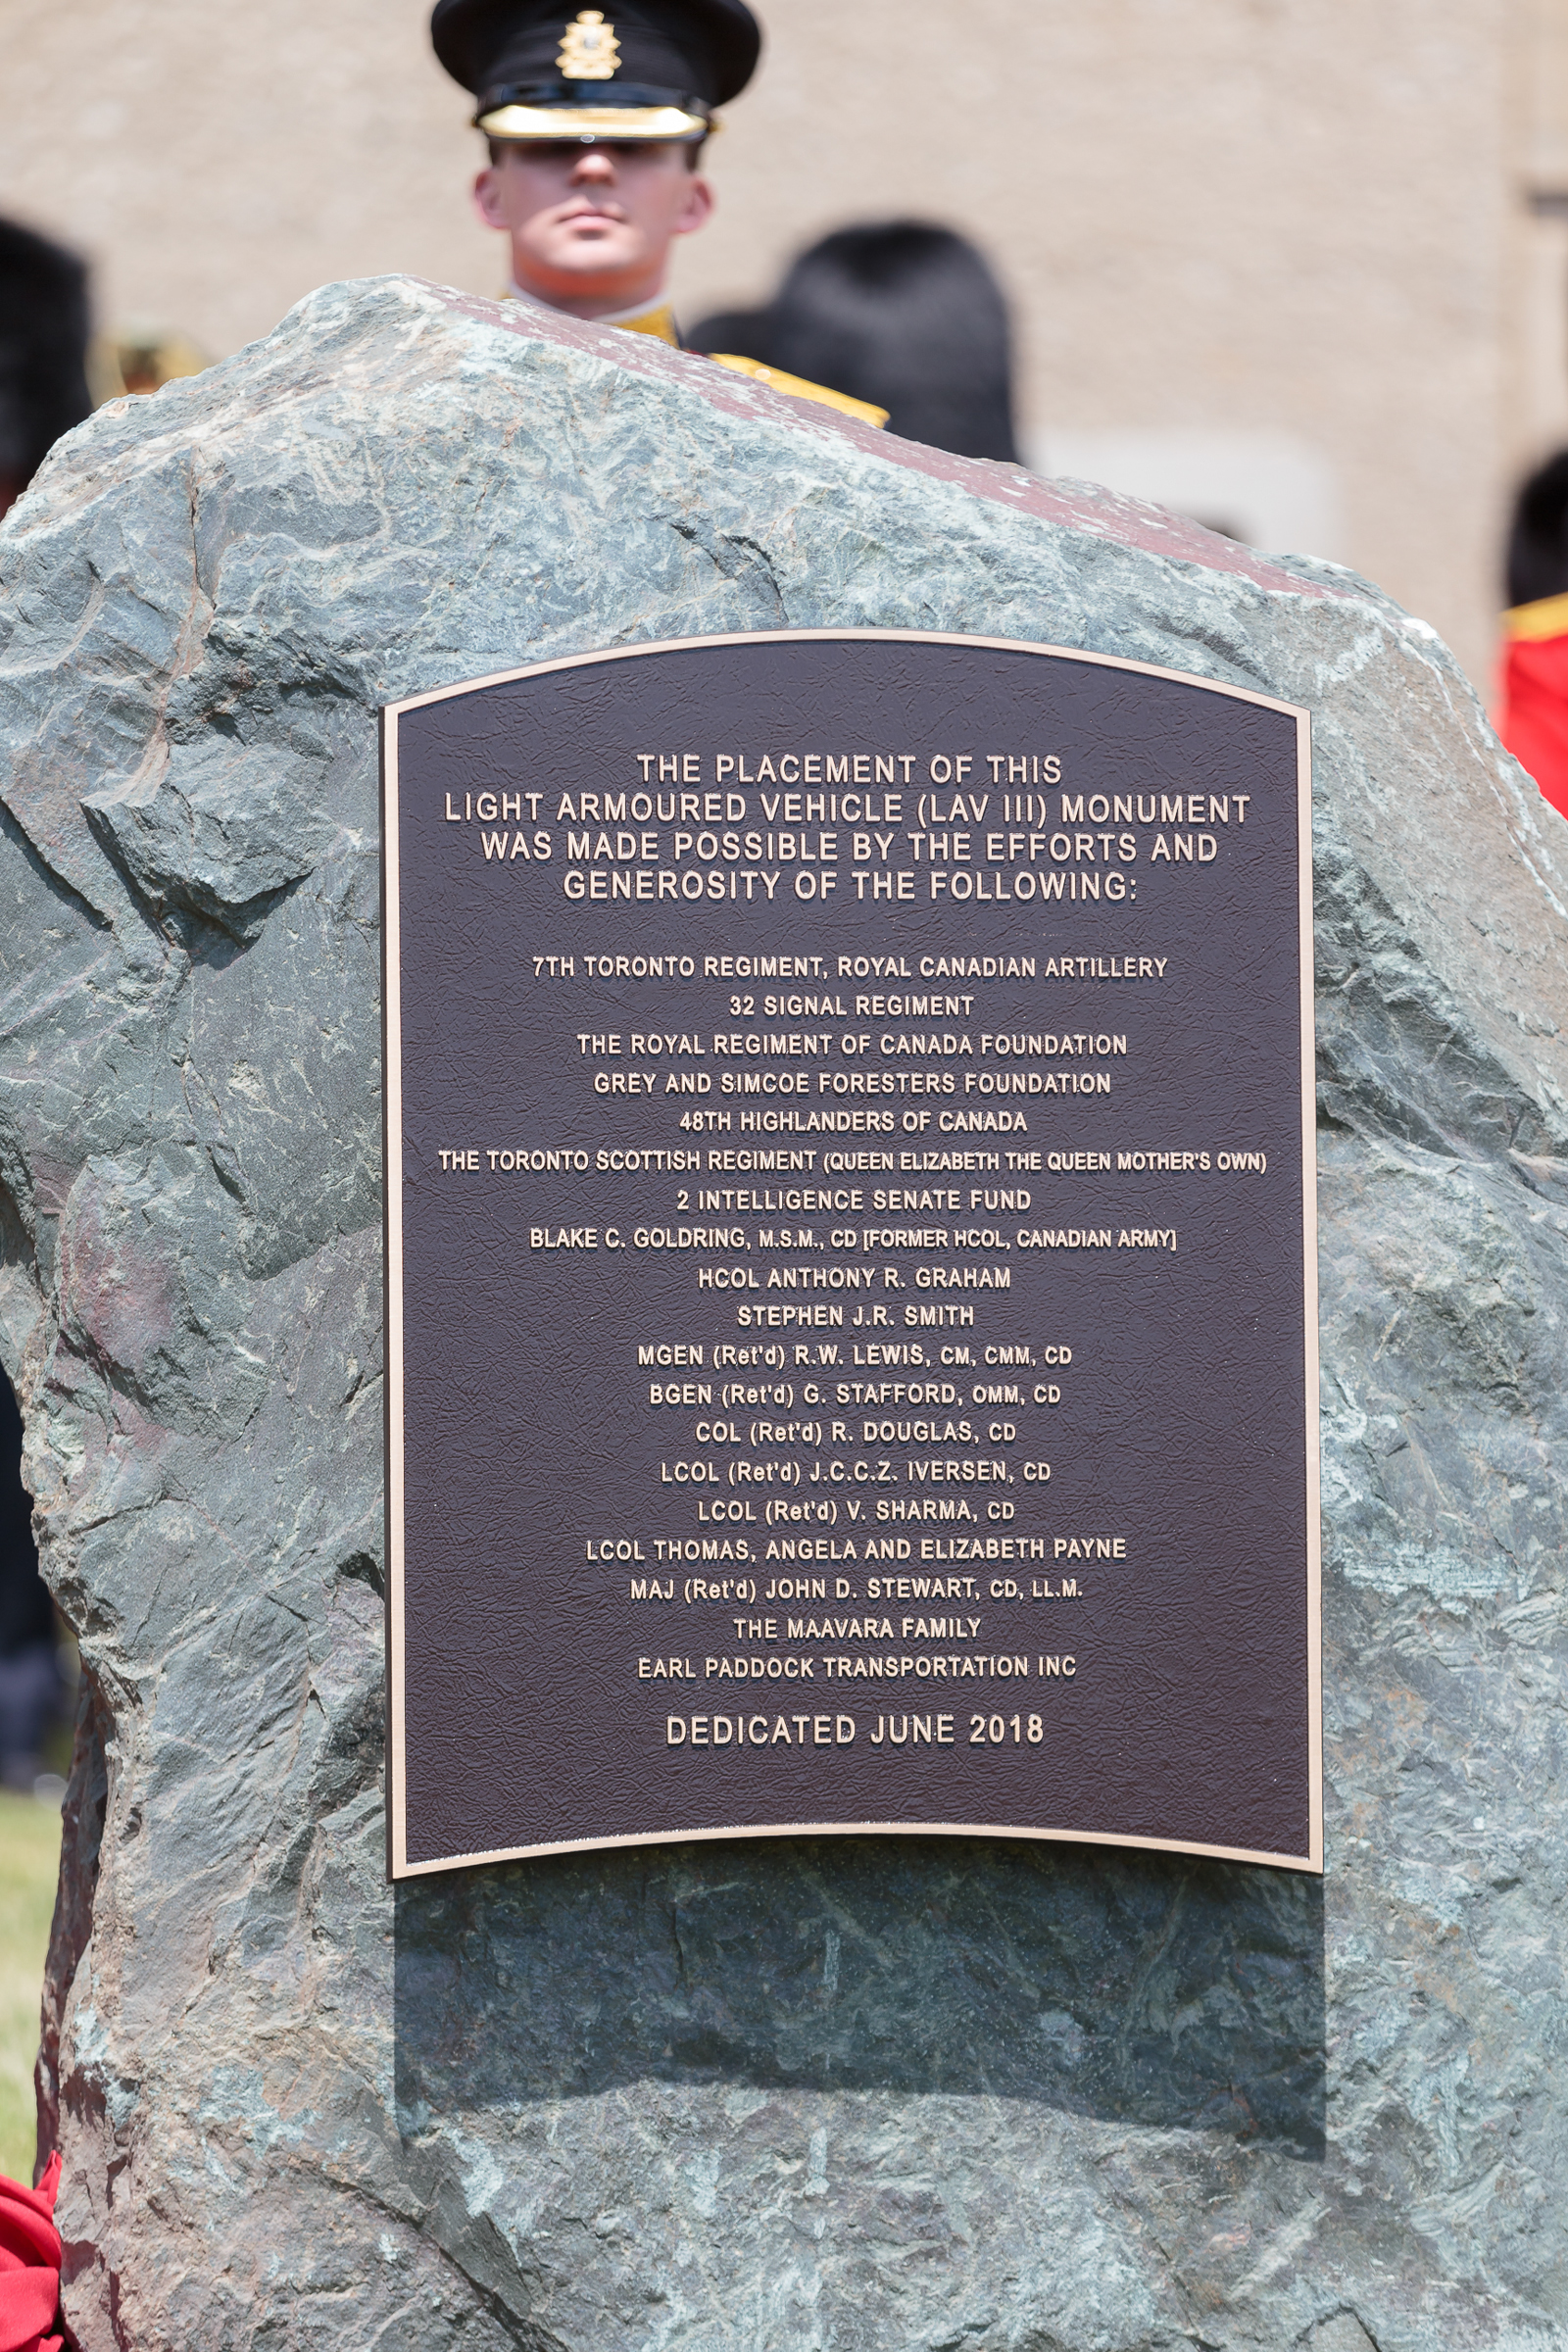 THE PLACEMENT OF THIS
LIGHT ARMOURED VEHICLE (LAV III) MONUMENT
WAS MADE POSSIBLE BY THE EFFORTS AND
GENEROSITY OF THE FOLLOWING:
7TH TORONTO REGIMENT, ROYAL CANADIAN ARTILLERY
32 SIGNAL REGIMENT
THE ROYAL REGIMENT OF CANADA FOUNDATION
GREY AND SIMCOE FORESTERS FOUNDATION
48TH HIGHLANDERS OF CANADA
THE TORONTO SCOTTISH REGIMENT (QUEEN ELIZABETH THE QUEEN MOTHER'S OWN)
2 INTELLIGENCE SENATE FUND
BLAKE C. GOLDRING, M.S.M., CD [FORMER HCOL, CANADIAN ARMY]
HCOL ANTHONY R. GRAHAM
STEPHEN J.R. SMITH
MGEN (Ret'd) R.W. LEWIS, CM, CMM, CD
BGEN (Ret'd) G. STAFFORD, OMM, CD
COL (Ret'd) R. DOUGLAS, CD
LCOL (Ret'd) J.C.C.Z. IVERSEN, CD
LCOL (Ret'd) V. SHARMA, CD
LCOL THOMAS, ANGELA AND ELIZABETH PAYNE
MAJ (Ret'd) JOHN D. STEWART, CD, LL.M.
THE MAAVARA FAMILY
EARL PADDOCK TRANSPORTATION INC
DEDICATED JUNE 2018